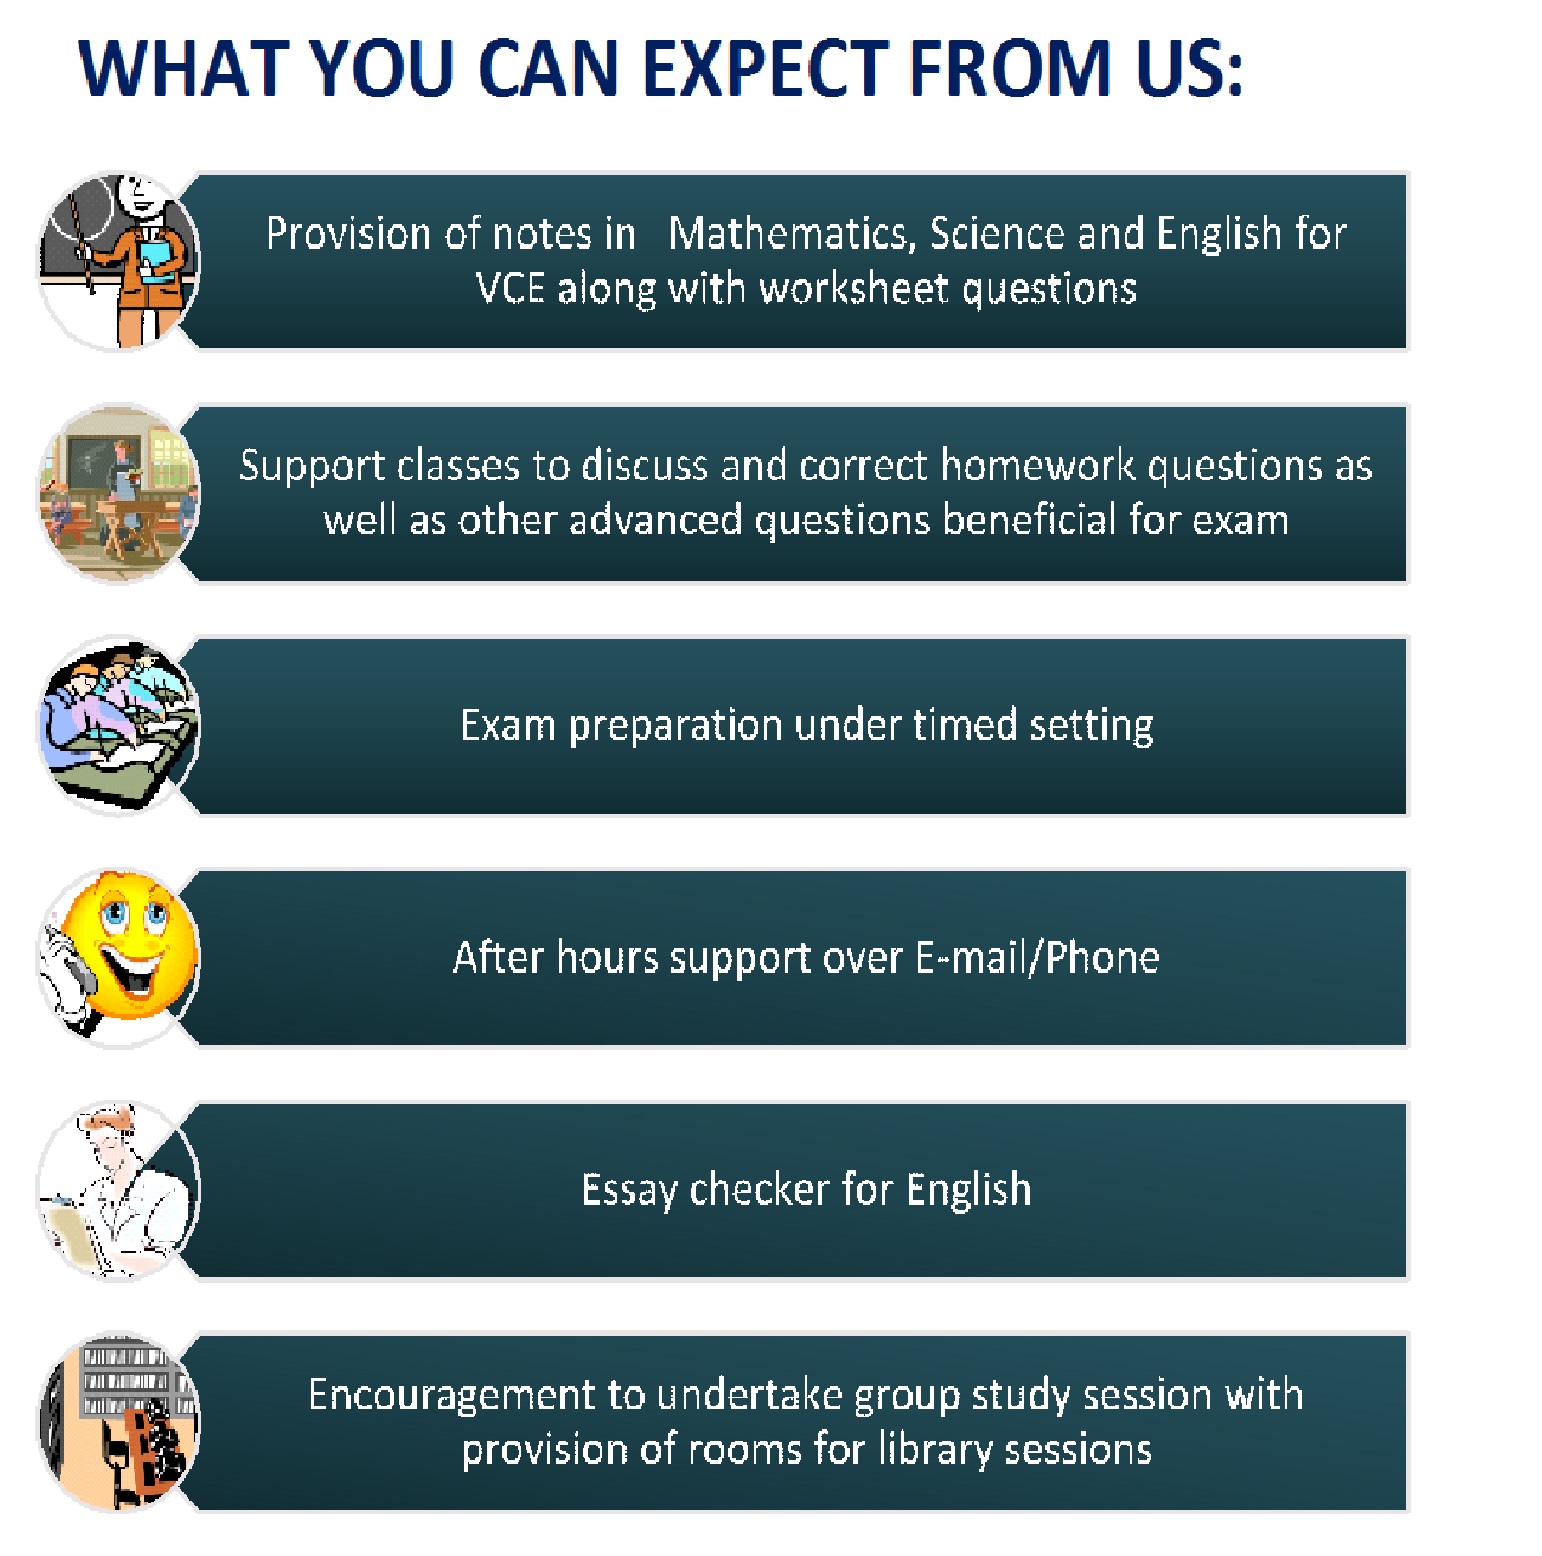 WHAT YOU CAN EXPECT FROM US:
Provision of notes in   Mathematics, Science and English for
VCE along with worksheet questions
Support classes to discuss and correct homework questions as
well as other advanced questions beneficial for exam
Exam preparation under timed setting
After hours support over E-mail/Phone
Essay checker for English
Encouragement to undertake group study session with
provision of rooms for library sessions